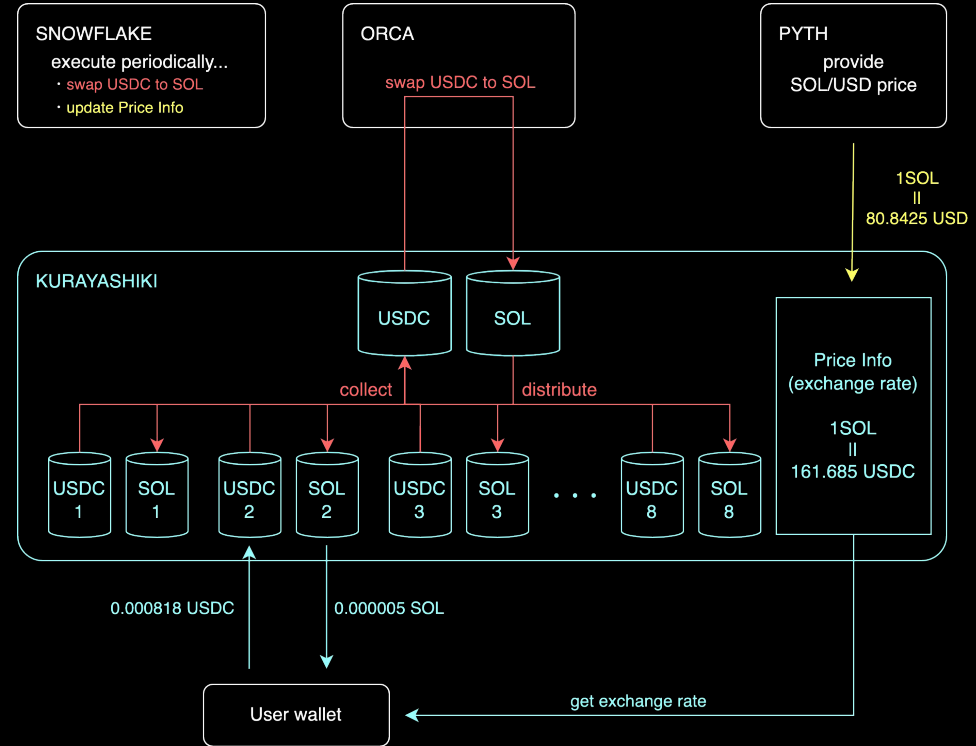 SNOWFLAKE
execute periodically...
・swap USDC to SOL
・update Price Info
ORCA
swap USDC to SOL
PYTH
provide
SOL/USD price
1SOL
II
80.8425 USD
KURAYASHIKI
USDC
SOL
collect
distribute
USDC
1
SOL
1
USDC
2
SOL
2
USDC
3
SOL
3
· · ·
USDC
8
SOL
8
Price Info
(exchange rate)
1SOL
II
161.685 USDC
0.000818 USDC
0.000005 SOL
get exchange rate
User wallet